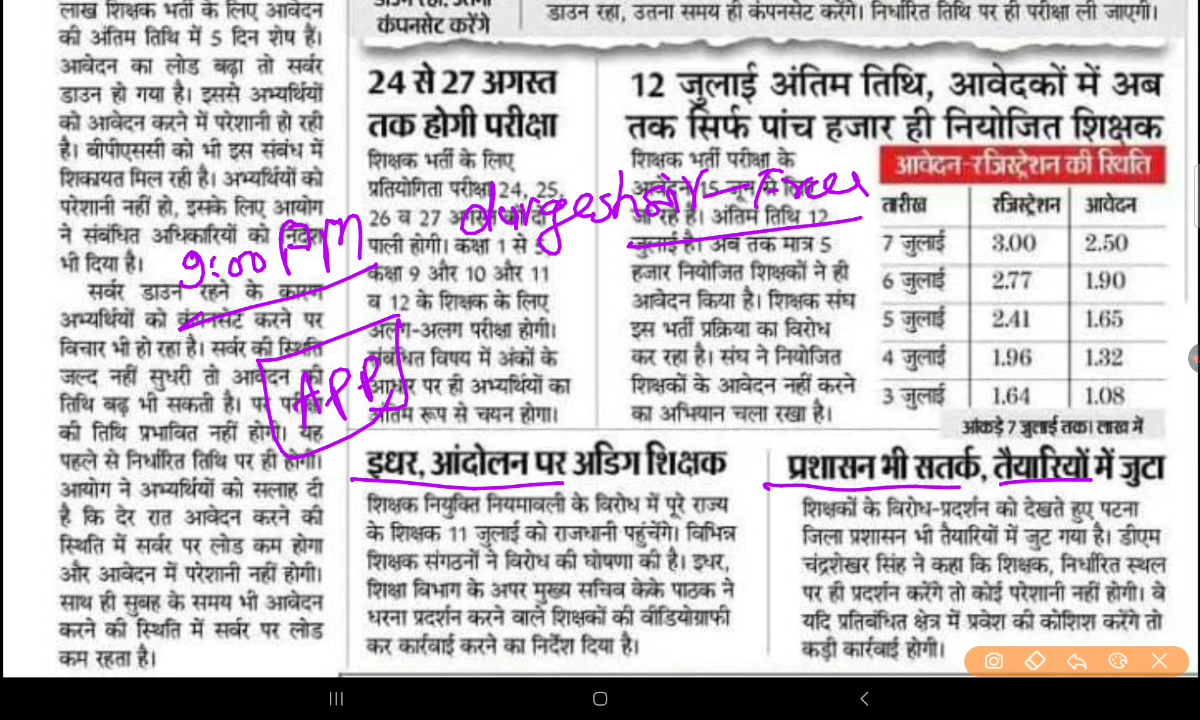 लाख शिक्षक भर्ती के लिए आवेदन
की अंतिम तिथि में 5 दिन शेष हैं।
आवेदन का लोड बढ़ा तो सर्वर
डाउन हो गया है। इससे अभ्यर्थियों
को आवेदन करने में परेशानी हो रही
है। बीपीएससी को भी इस संबंध में
शिकायत मिल रही है। अभ्यर्थियों को
परेशानी नहीं हो, इसके लिए आयोग
ने संबंधित अधिकारियों को निर्देश
भी दिया है।
सर्वर डाउन रहने के कारण
अभ्यर्थियों को कंपनसेट करने पर
विचार भी हो रहा है। सर्वर की स्थिति
जल्द नहीं सुधरी तो आवेदन की
तिथि बढ़ भी सकती है। पर परीक्षा
की तिथि प्रभावित नहीं होगी। यह
पहले से निर्धारित तिथि पर ही होगी।
आयोग ने अभ्यर्थियों को सलाह दी
है कि देर रात आवेदन करने की
स्थिति में सर्वर पर लोड कम होगा
और आवेदन में परेशानी नहीं होगी।
साथ ही सुबह के समय भी आवेदन
करने की स्थिति में सर्वर पर लोड
कम रहता है।
9:00 PM
APP
कंपनसेट करेंगे
डाउन रहा, उतना समय ही कंपनसेट करेंगे। निर्धारित तिथि पर ही परीक्षा ली जाएगी।
24 से 27 अगस्त
तक होगी परीक्षा
शिक्षक भर्ती के लिए
प्रतियोगिता परीक्षा 24, 25,
26 व 27 अगस्त को दो
पाली होगी। कक्षा 1 से 5
कक्षा 9 और 10 और 11
व 12 के शिक्षक के लिए
अलग-अलग परीक्षा होगी।
संबंधित विषय में अंकों के
आधार पर ही अभ्यर्थियों का
अंतिम रूप से चयन होगा।
12 जुलाई अंतिम तिथि, आवेदकों में अब
तक सिर्फ पांच हजार ही नियोजित शिक्षक
शिक्षक भर्ती परीक्षा के
आवेदन 15 जून से लिए
जा रहे है। अंतिम तिथि 12
जुलाई है। अब तक मात्र 5
हजार नियोजित शिक्षकों ने ही
आवेदन किया है। शिक्षक संघ
इस भर्ती प्रक्रिया का विरोध
कर रहा है। संघ ने नियोजित
शिक्षकों के आवेदन नहीं करने
का अभियान चला रखा है।
आवेदन-रजिस्ट्रेशन की स्थिति
तारीख रजिस्ट्रेशन आवेदन
7 जुलाई 3.00 2.50
6 जुलाई 2.77 1.90
5 जुलाई 2.41 1.65
4 जुलाई 1.96 1.32
3 जुलाई 1.64 1.08
आंकड़े 7 जुलाई तक। लाख में
इधर, आंदोलन पर अडिग शिक्षक
शिक्षक नियुक्ति नियमावली के विरोध में पूरे राज्य
के शिक्षक 11 जुलाई को राजधानी पहुंचेंगे। विभिन्न
शिक्षक संगठनों ने विरोध की घोषणा की है। इधर,
शिक्षा विभाग के अपर मुख्य सचिव केके पाठक ने
धरना प्रदर्शन करने वाले शिक्षकों की वीडियोग्राफी
कर कार्रवाई करने का निर्देश दिया है।
प्रशासन भी सतर्क, तैयारियों में जुटा
शिक्षकों के विरोध-प्रदर्शन को देखते हुए पटना
जिला प्रशासन भी तैयारियों में जुट गया है। डीएम
चंद्रशेखर सिंह ने कहा कि शिक्षक, निर्धारित स्थल
पर ही प्रदर्शन करेंगे तो कोई परेशानी नहीं होगी। वे
यदि प्रतिबंधित क्षेत्र में प्रवेश की कोशिश करेंगे तो
कड़ी कार्रवाई होगी।